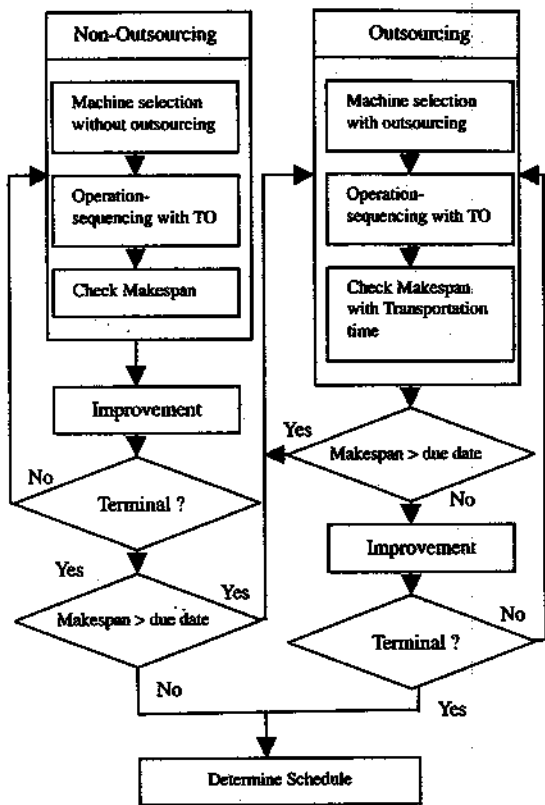 Non-Outsourcing
Machine selection
without outsourcing
Operation-
sequencing with TO
Check Makespan
Improvement
No
Terminal ?
Yes
Yes
Makespan > due date
No
Outsourcing
Machine selection
with outsourcing
Operation-
sequencing with TO
Check Makespan
with Transportation
time
Yes
Makespan > due date
No
Improvement
No
Terminal ?
Yes
Determine Schedule